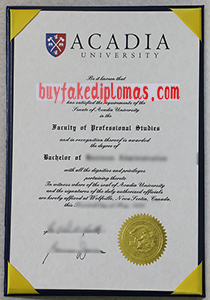 ACADIA
UNIVERSITY
Be it known that
buyfakediplomas.com
has satisfied the requirements of the
Senate of Acadia University
in the
Faculty of Professional Studies
and in recognition thereof is awarded
the degree of
Bachelor of
with all the dignities and privileges
pertaining thereto
In witness whereof the seal of Acadia University
and the signatures of the duly authorized officials
are hereby affixed at Wolfville, Nova Scotia, Canada,
this